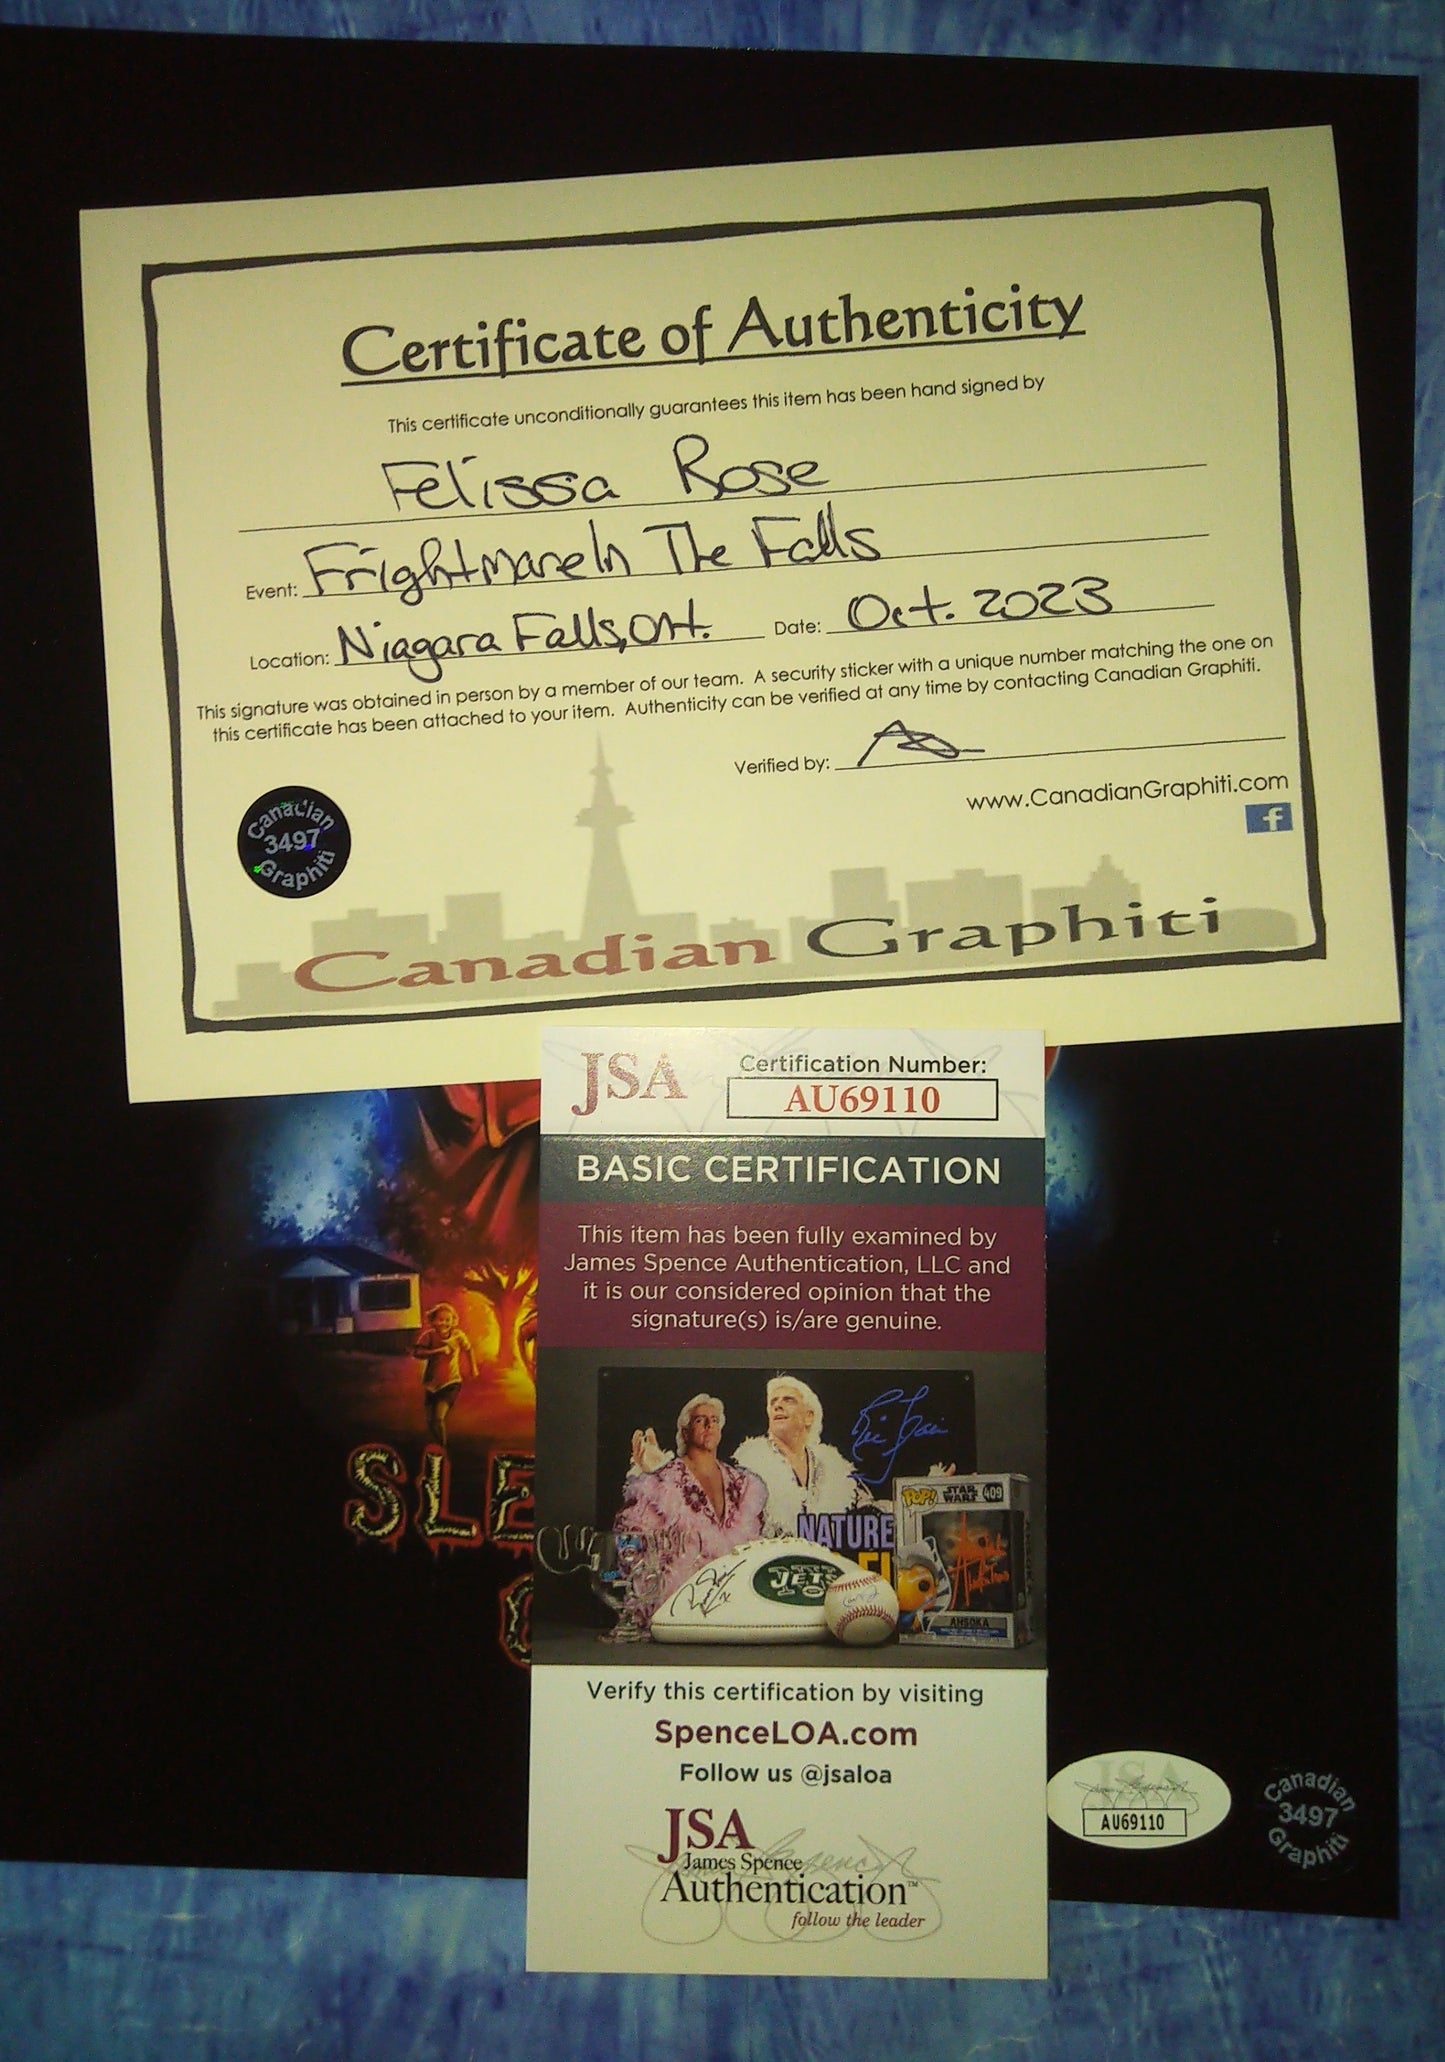 Certificate of Authenticity
This certificate unconditionally guarantees this item has been hand signed by
Felissa Rose
Event: Frightmare In The Falls
Location: Niagara Falls, Ont. Date: Oct. 2023
This signature was obtained in person by a member of our team. A security sticker with a unique number matching the one on
this certificate has been attached to your item. Authenticity can be verified at any time by contacting Canadian Graphiti.
Verified by:
www.CanadianGraphiti.com
f
Canadian
3497
Graphiti
Canadian Graphiti
JSA
Certification Number:
AU69110
BASIC CERTIFICATION
This item has been fully examined by
James Spence Authentication, LLC and
it is our considered opinion that the
signature(s) is/are genuine.
NATURE
POP! STAR WARS 409
JETS
AHSOKA
SLE
Verify this certification by visiting
SpenceLOA.com
Follow us @jsaloa
JSA
James Spence
Authentication™
follow the leader
JSA
AU69110
Canadian
3497
Graphiti